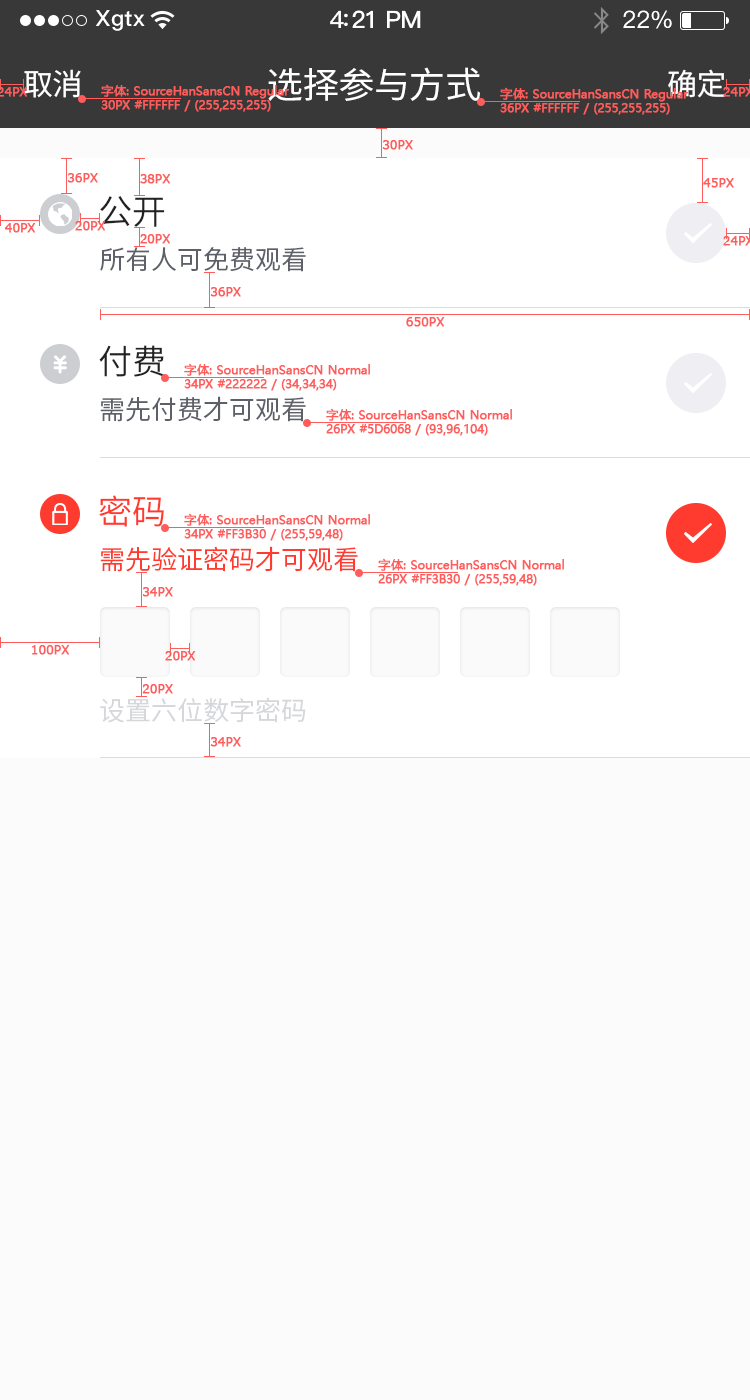 Xgtx 4:21 PM 22%
取消 选择参与方式 确定
24PX 字体: SourceHanSansCN Regular 字体: SourceHanSansCN Regular 24PX
30PX #FFFFFF / (255,255,255) 36PX #FFFFFF / (255,255,255)
30PX
36PX 38PX 45PX
公开
40PX 20PX
20PX 24PX
所有人可免费观看
36PX
650PX
付费
字体: SourceHanSansCN Normal
34PX #222222 / (34,34,34)
需先付费才可观看
字体: SourceHanSansCN Normal
26PX #5D6068 / (93,96,104)
密码
字体: SourceHanSansCN Normal
34PX #FF3B30 / (255,59,48)
需先验证密码才可观看
字体: SourceHanSansCN Normal
26PX #FF3B30 / (255,59,48)
34PX
100PX 20PX
20PX
设置六位数字密码
34PX